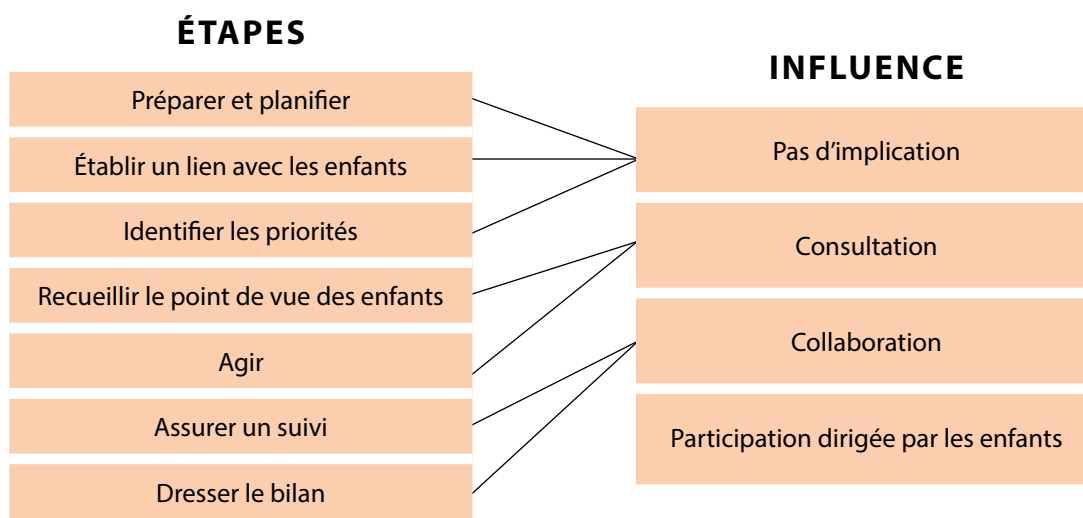 ÉTAPES
Préparer et planifier
Établir un lien avec les enfants
Identifier les priorités
Recueillir le point de vue des enfants
Agir
Assurer un suivi
Dresser le bilan
INFLUENCE
Pas d’implication
Consultation
Collaboration
Participation dirigée par les enfants